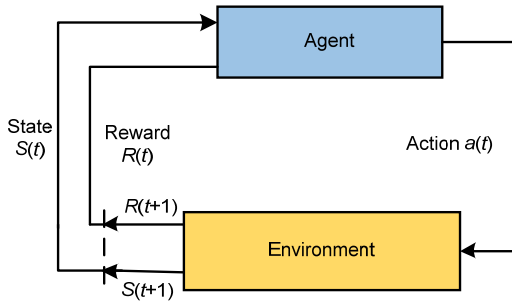 Agent
State
S(t)
Reward
R(t)
Action a(t)
R(t+1)
Environment
S(t+1)